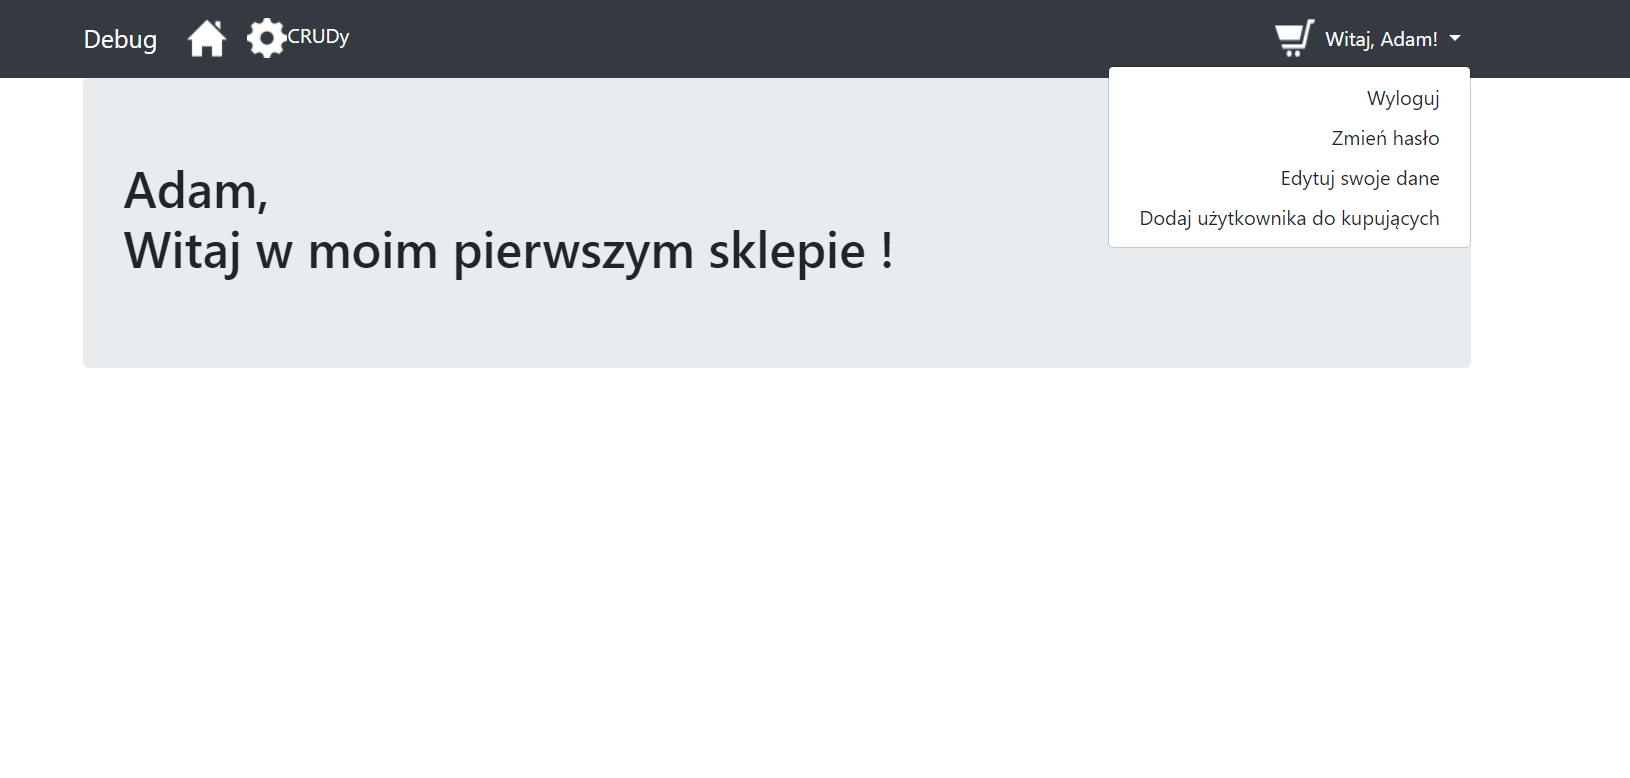 Debug CRUDy Witaj, Adam!
Wyloguj
Zmień hasło
Edytuj swoje dane
Dodaj użytkownika do kupujących
Adam,
Witaj w moim pierwszym sklepie !